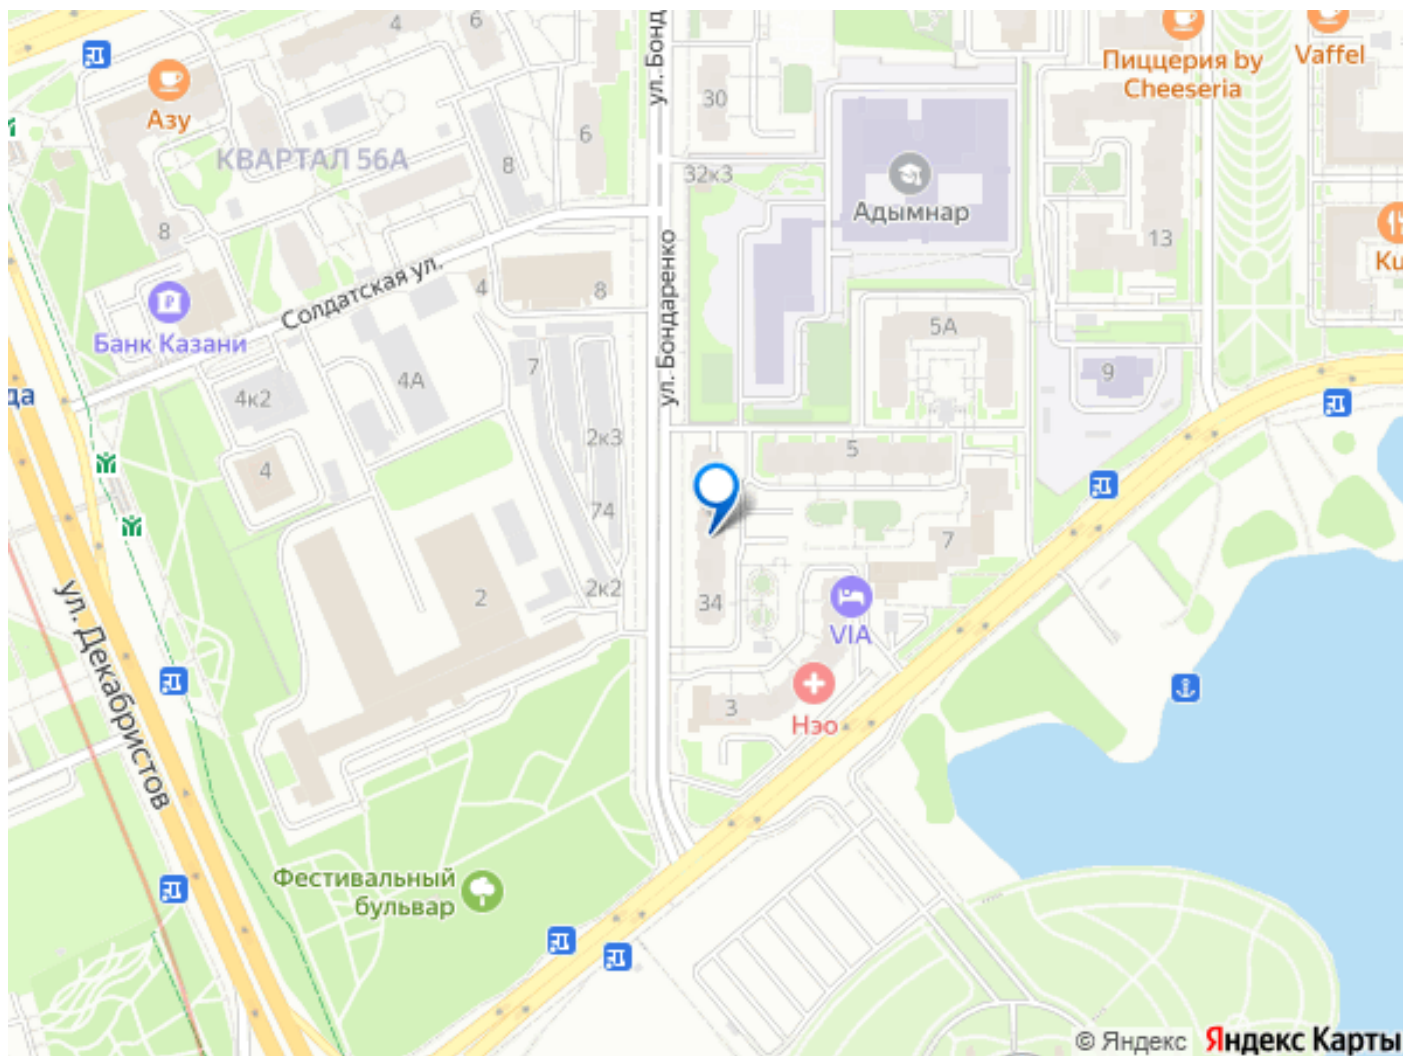 4
6
ул. Бонд
Пиццерия by
Cheeseria
Vaffel
Азу
30
6
КВАРТАЛ 56А
8
32к3
Адымнар
8
13
Ku
Солдатская ул.
4
8
ул. Бондаренко
5А
Банк Казани
7
4А
9
да
4к2
2к3
5
4
74
7
2
2к2
34
VIA
ул. Декабристов
3
Нэо
Фестивальный
бульвар
© Яндекс Яндекс Карты